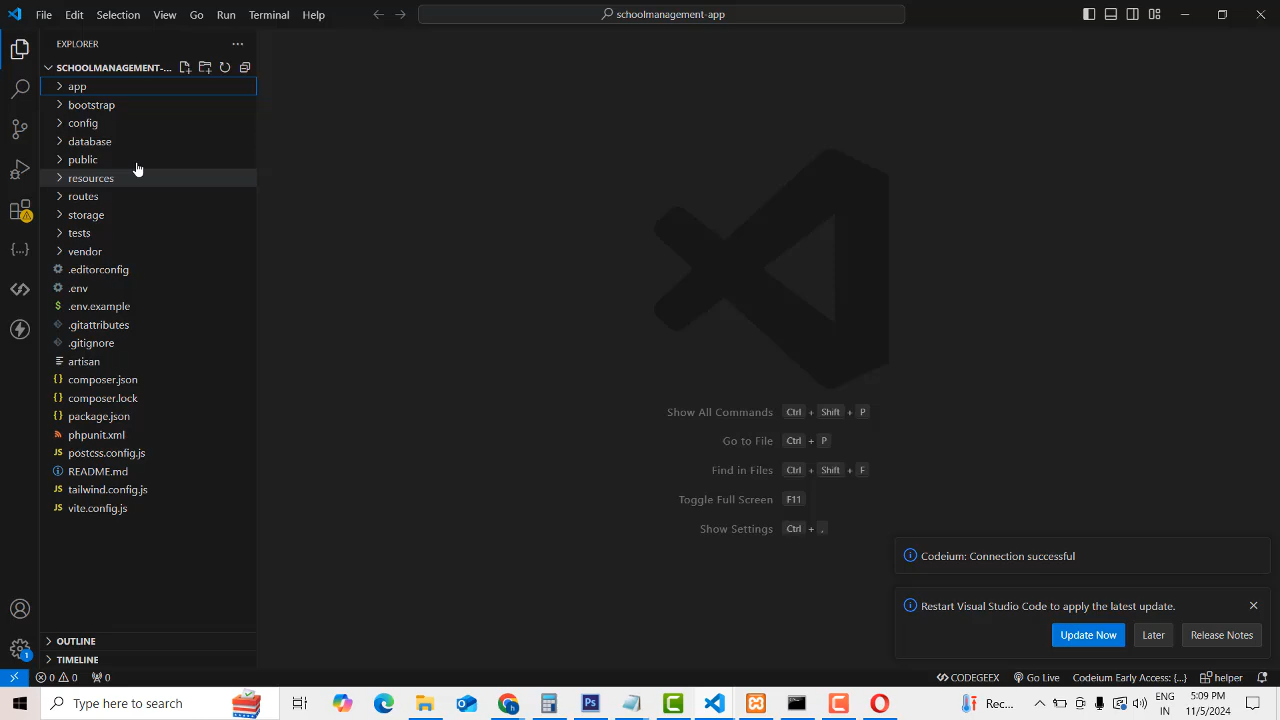 File Edit Selection View Go Run Terminal Help
schoolmanagement-app
EXPLORER
SCHOOLMANAGEMENT-...
app
bootstrap
config
database
public
resources
routes
storage
tests
vendor
.editorconfig
.env
$ .env.example
.gitattributes
.gitignore
artisan
{} composer.json
{} composer.lock
{} package.json
phpunit.xml
JS postcss.config.js
README.md
JS tailwind.config.js
JS vite.config.js
OUTLINE
TIMELINE
Show All Commands Ctrl + Shift + P
Go to File Ctrl + P
Find in Files Ctrl + Shift + F
Toggle Full Screen F11
Show Settings Ctrl + ,
Codeium: Connection successful
Restart Visual Studio Code to apply the latest update.
Update Now Later Release Notes
1
0 0 0
CODEGEEX Go Live Codeium Early Access: {...} helper
Type here to search
Rec...
ENG
IN
5:09 PM
11/5/2024